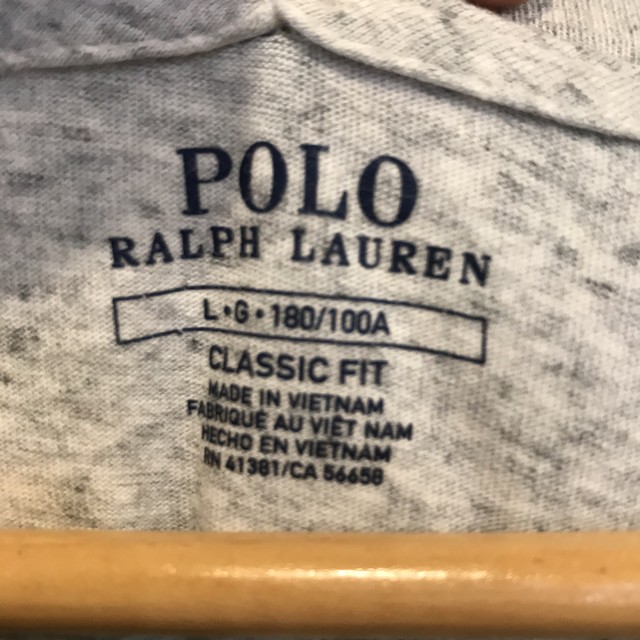 POLO
RALPH LAUREN
L•G•180/100A
CLASSIC FIT
MADE IN VIETNAM
FABRIQUÉ AU VIÊT NAM
HECHO EN VIETNAM
RN 41381/CA 56658